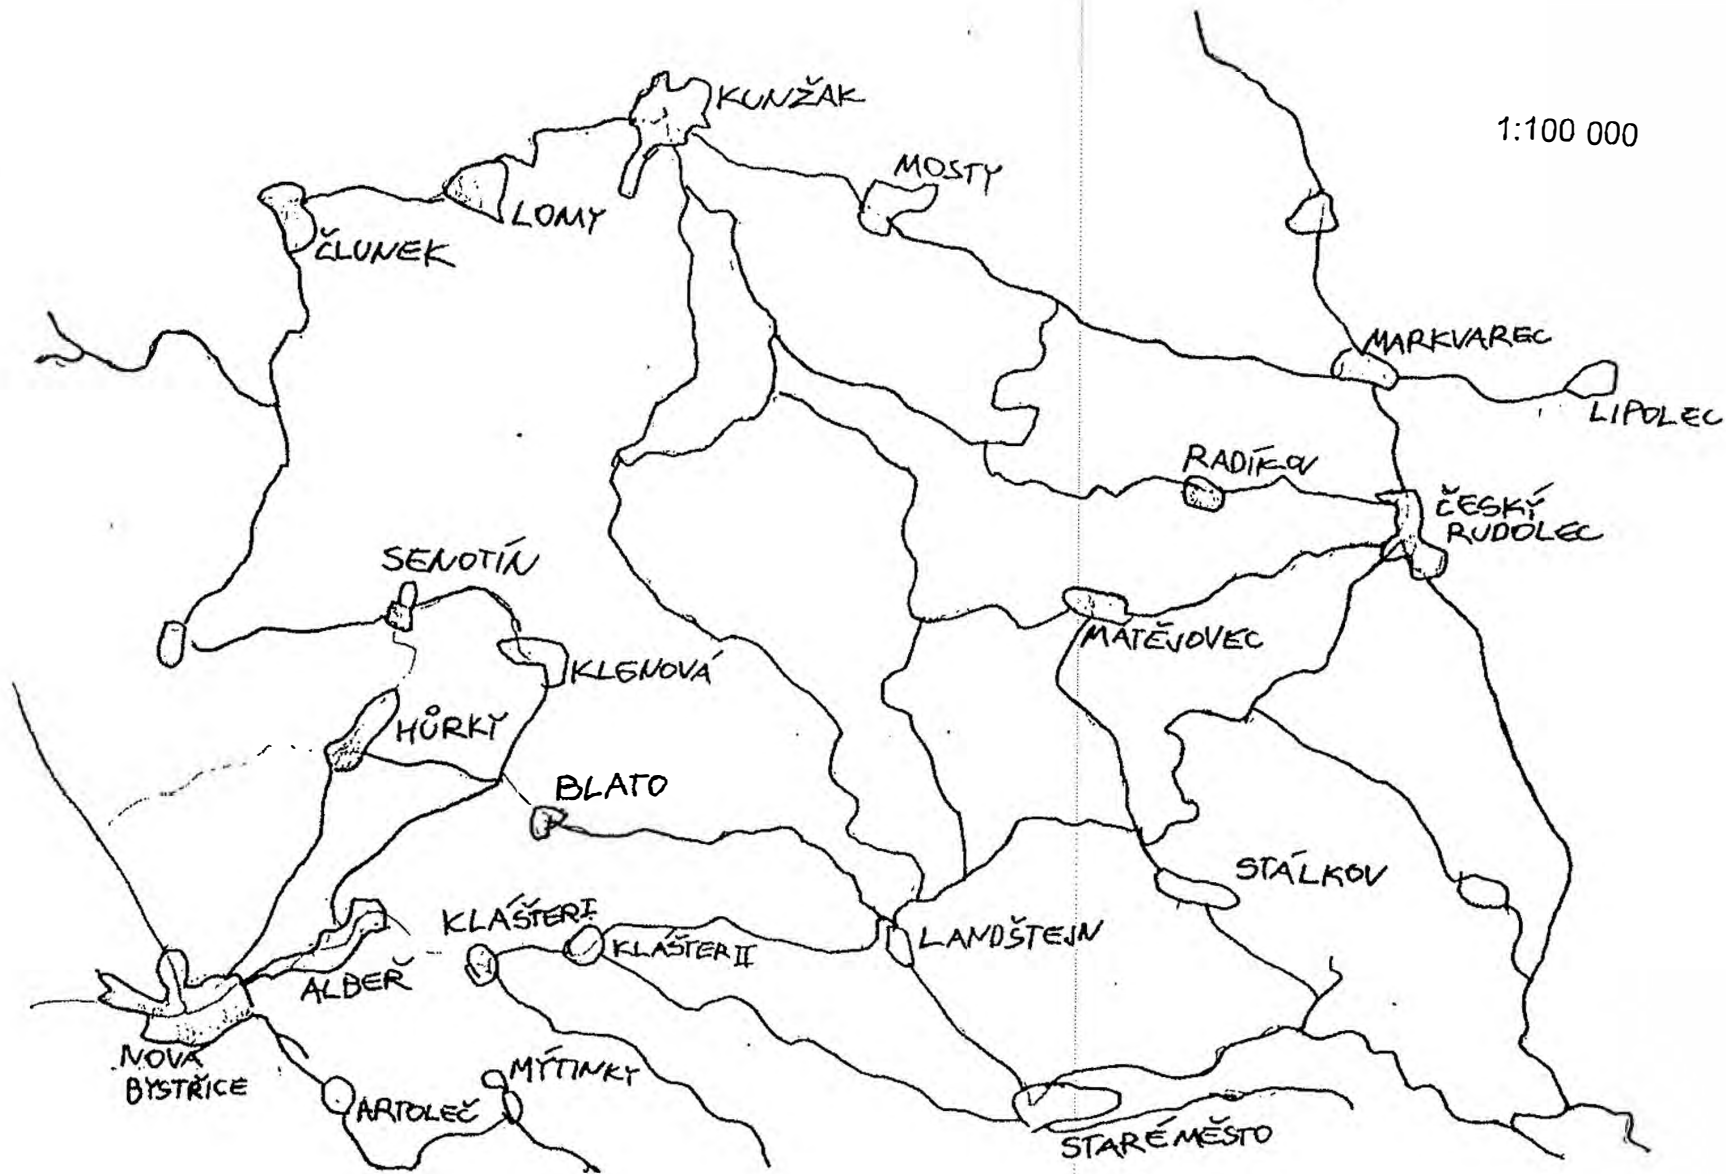 KUNŽAK
1:100 000
MOSTY
LOMY
ČLUNEK
MARKVAREC
LIPOLEC
RADÍKOV
ČESKÝ
RUDOLEC
SENOTÍN
MATĚJOVEC
KLENOVÁ
HŮRKY
BLATO
STÁLKOV
KLÁŠTER I
KLÁŠTER II
LANDŠTEJN
ALBEŘ
NOVÁ
BYSTŘICE
MÝTINKY
ARTOLEČ
STARÉ MĚSTO